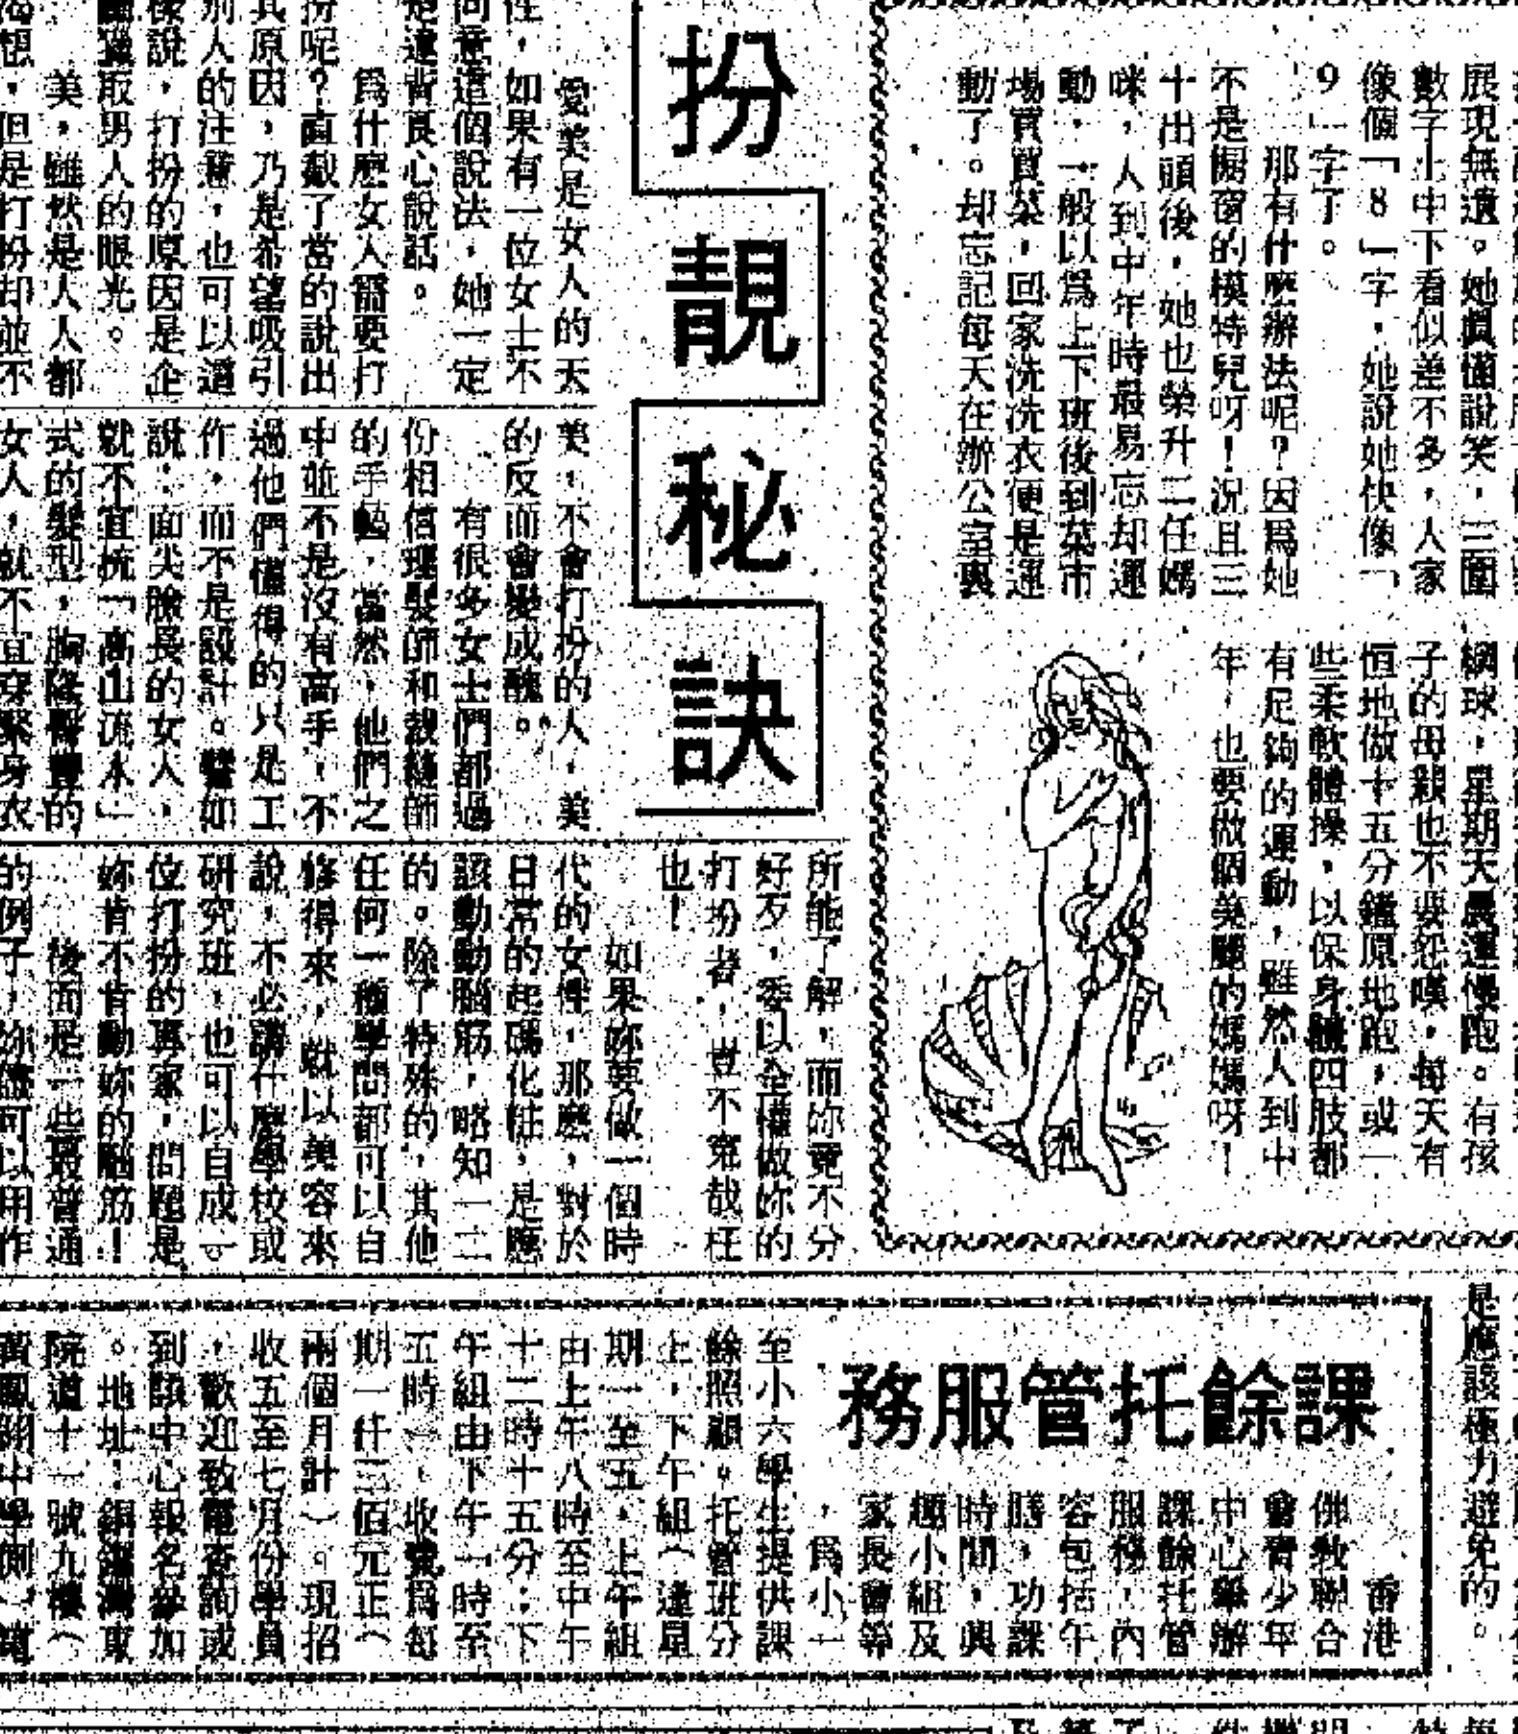 展現無遺。她眞懂說笑，三圍
數字上中下看似差不多，人家
像個「8」字，她說她快像「
9」字了。
那有什麽辦法呢？因爲她
不是櫥窗的模特兒呀！況且三
十出頭後，她也榮升二任媽
咪，人到中年時最易忘却運
動，一般以爲上下班後到菜市
場買買菜，回家洗洗衣便是運
動了。却忘記每天在辦公室與
網球，星期天晨運慢跑。有孩
子的母親也不要怨嘆，每天有
恒地做十五分鐘原地跑，或一
些柔軟體操，以保身體四肢都
有足夠的運動，雖然人到中
年，也要做個美麗的媽媽呀！
扮靚秘訣
愛美是女人的天
性，如果有一位女士不
同意這個說法，她一定
是違背良心說話。
爲什麽女人需要打
扮呢？直截了當的說出
其原因，乃是希望吸引
別人的注意，也可以這
樣說，打扮的原因是企
圖獵取男人的眼光。
美，雖然是人人都
渴想，但是打扮却並不
美，不會打扮的人，美
的反而會變成醜。
有很多女士們都過
份相信理髮師和裁縫師
的手藝，當然，他們之
中並不是沒有高手，不
過他們懂得的只是工
作，而不是設計。譬如
說：面尖臉長的女人，
就不宜梳「高山流水」
式的髮型，胸隆臀豐的
女人，就不宜穿緊身衣
所能了解，而妳竟不分
好歹，委以全權做妳的
打扮者，豈不寃哉枉
也！
如果妳要做一個時
代的女性，那麽，對於
日常的起碼化粧，是應
該動動腦筋，略知一二
的。除了特殊的，其他
任何一種學問都可以自
修得來，就以美容來
說，不必講什麽學校或
研究班，也可以自成一
位打扮的專家，問題是
妳肯不肯動妳的腦筋！
後面是一些最普通
的例子，妳儘可以用作
是應該極力避免的。
課餘托管服務
香港
佛敎聯合
會靑少年
中心舉辦
課餘托管
服務，內
容包括午
膳，功課
時間，興
趣小組及
家長會等
，爲小一
至小六學生提供課
餘照顧。托管班分
上，下午組（逢星
期一至五，上午組
由上午八時至中午
十二時十五分；下
午組由下午一時至
五時），收費爲每
期一仟三佰元正（
兩個月計）。現招
收五至七月份學員
，歡迎致電查詢或
到該中心報名參加
。地址：銅鑼灣東
院道十一號九樓（
黃鳳翎中學側）電